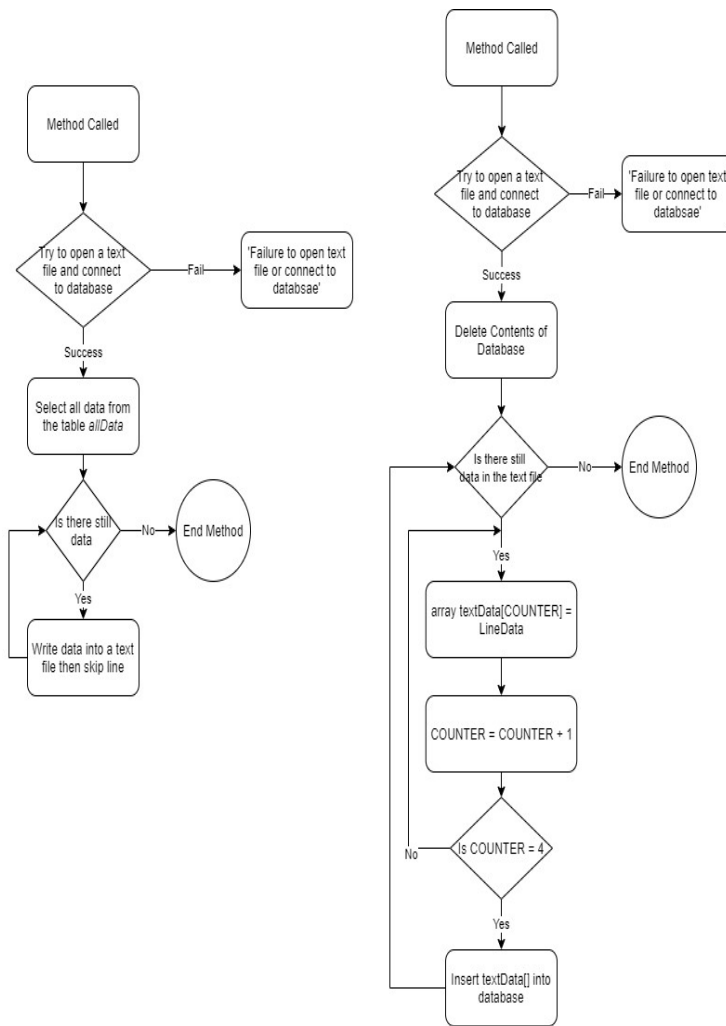 Method Called
Try to open a text
file and connect
to database
Fail
'Failure to open text
file or connect to
databsae'
Success
Select all data from
the table allData
Is there still
data
No
End Method
Yes
Write data into a text
file then skip line
Method Called
Try to open a text
file and connect
to database
Fail
'Failure to open text
file or connect to
databsae'
Success
Delete Contents of
Database
Is there still
data in the text file
No
End Method
Yes
array textData[COUNTER] =
LineData
COUNTER = COUNTER + 1
Is COUNTER = 4
No
Yes
Insert textData[] into
database